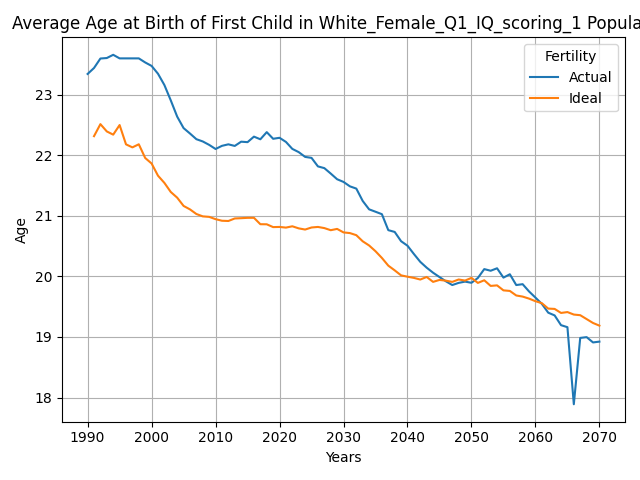 Average Age at Birth of First Child in White_Female_Q1_IQ_scoring_1 Popula
Fertility
Actual
Ideal
23
22
21
20
19
18
Age
1990 2000 2010 2020 2030 2040 2050 2060 2070
Years